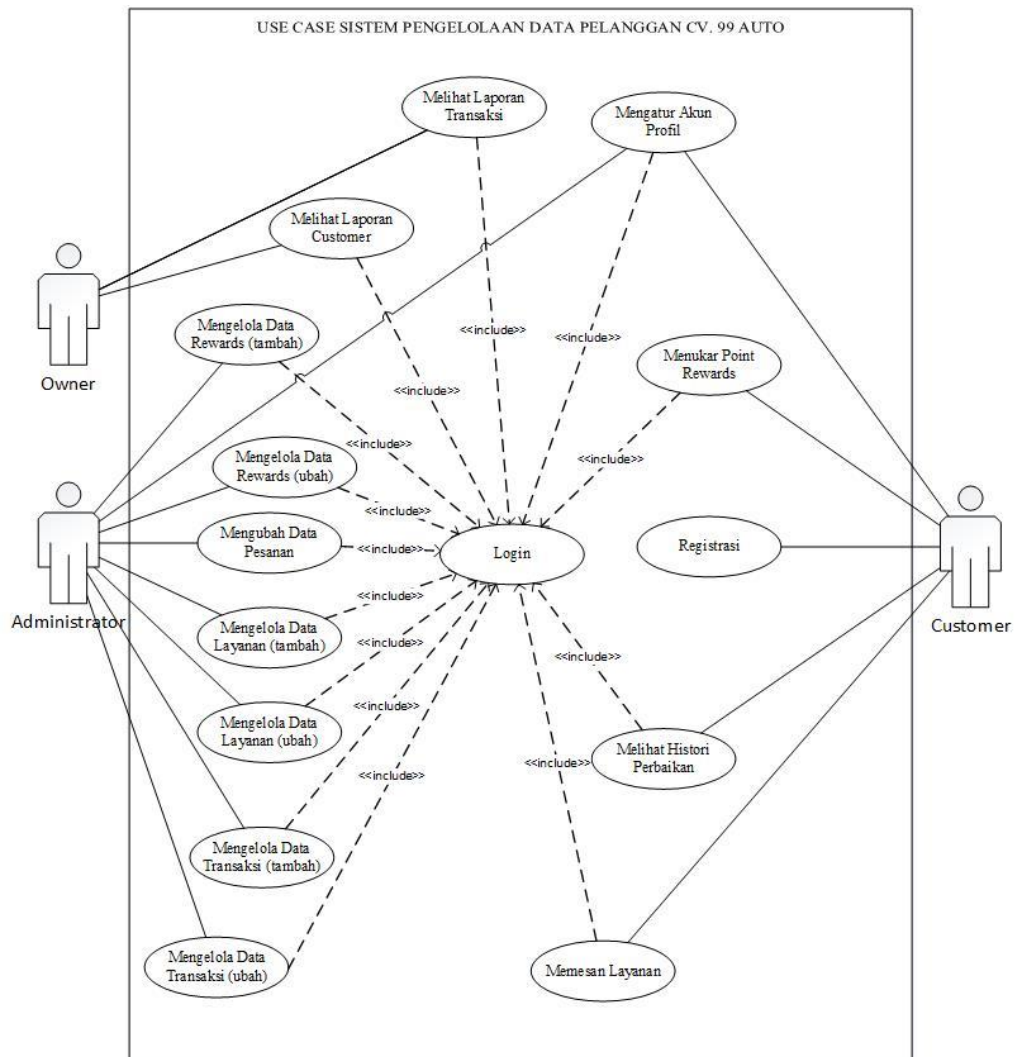 USE CASE SISTEM PENGELOLAAN DATA PELANGGAN CV. 99 AUTO
Melihat Laporan
Transaksi
Mengatur Akun
Profil
Melihat Laporan
Customer
Owner
Mengelola Data
Rewards (tambah)
<<include>>
<<include>>
Menukar Point
Rewards
<<include>>
<<include>>
<<include>>
Mengelola Data
Rewards (ubah)
<<include>>
Mengubah Data
Pesanan
<<include>>
Login
Registrasi
<<include>>
Administrator
Mengelola Data
Layanan (tambah)
Customer
<<include>>
<<include>>
Mengelola Data
Layanan (ubah)
<<include>>
Melihat Histori
Perbaikan
<<include>>
<<include>>
Mengelola Data
Transaksi (tambah)
Mengelola Data
Transaksi (ubah)
Memesan Layanan